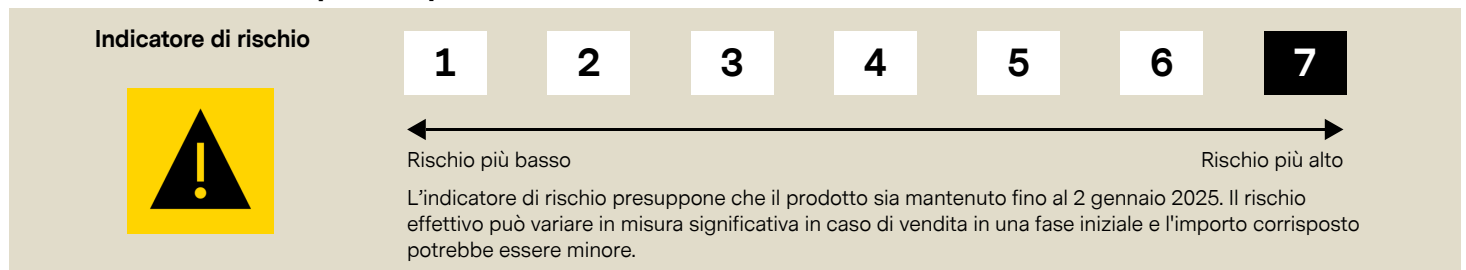 Indicatore di rischio
1 2 3 4 5 6 7
Rischio più basso Rischio più alto
L’indicatore di rischio presuppone che il prodotto sia mantenuto fino al 2 gennaio 2025. Il rischio
effettivo può variare in misura significativa in caso di vendita in una fase iniziale e l'importo corrisposto
potrebbe essere minore.